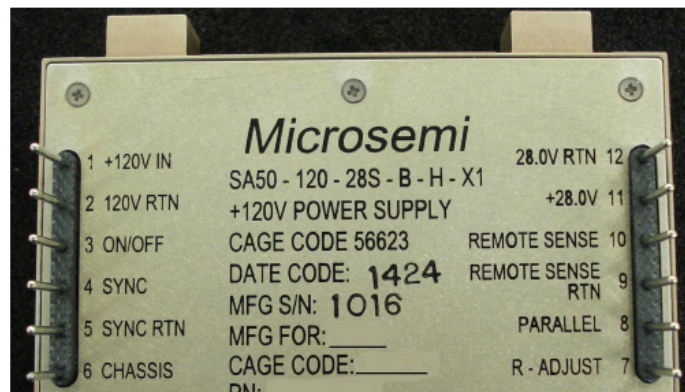 Microsemi
SA50 - 120 - 28S - B - H - X1
+120V POWER SUPPLY
CAGE CODE 56623
DATE CODE: 1424
MFG S/N: 1016
MFG FOR:
CAGE CODE:
PN:
1 +120V IN
2 120V RTN
3 ON/OFF
4 SYNC
5 SYNC RTN
6 CHASSIS
28.0V RTN 12
+28.0V 11
REMOTE SENSE 10
REMOTE SENSE 9
RTN
PARALLEL 8
R - ADJUST 7